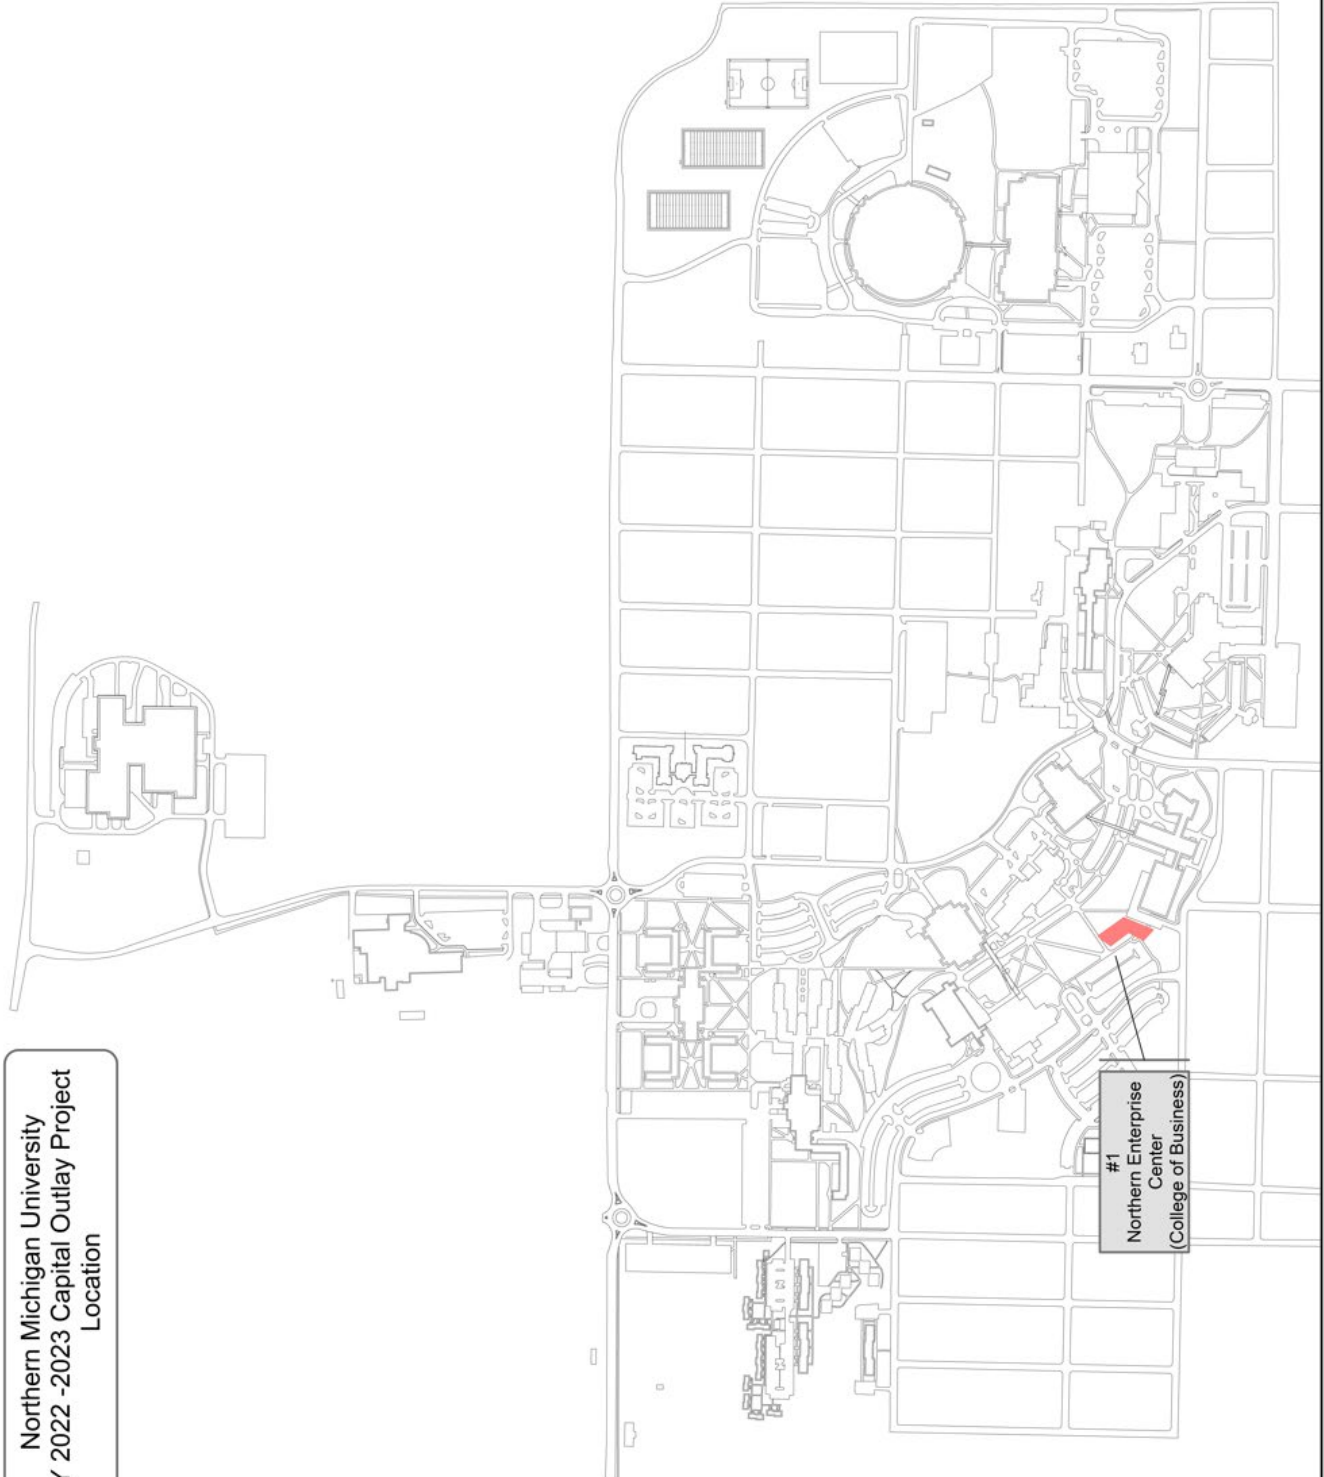 Northern Michigan University
Y 2022 -2023 Capital Outlay Project
Location
#1
Northern Enterprise
Center
(College of Business)